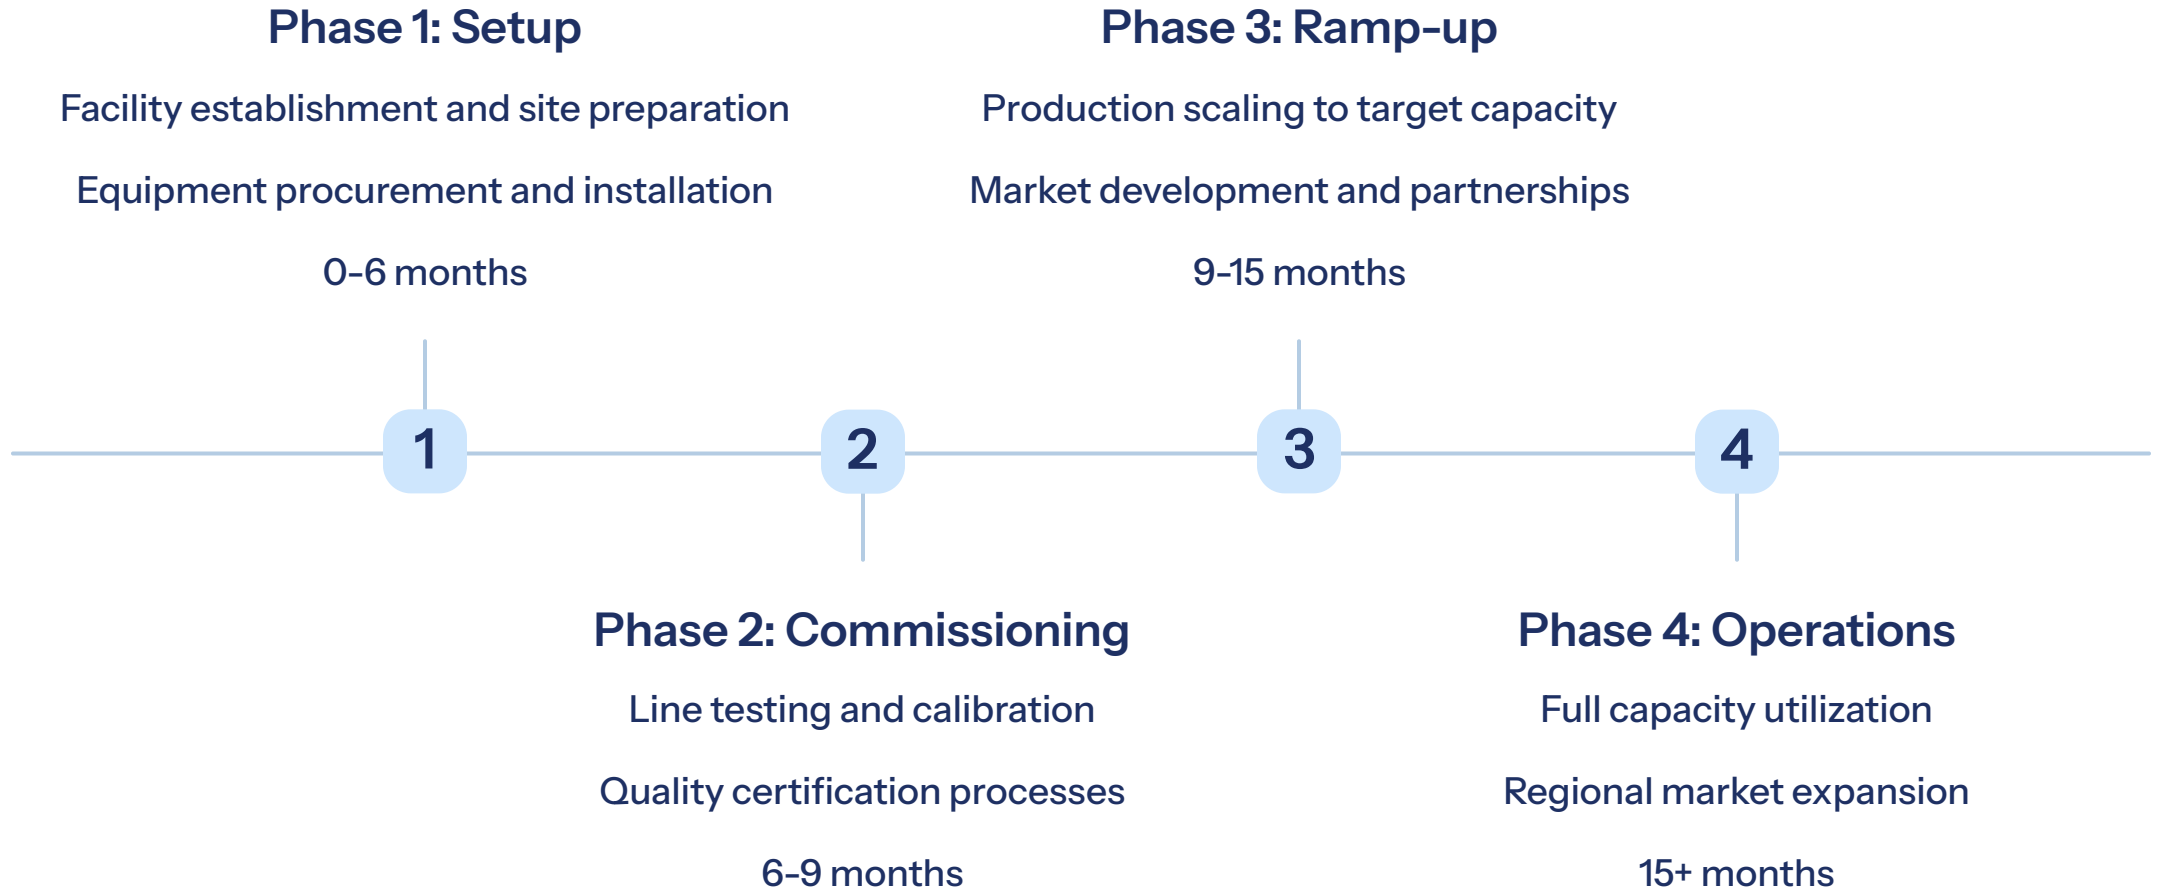 Phase 1: Setup
Facility establishment and site preparation
Equipment procurement and installation
0-6 months
Phase 3: Ramp-up
Production scaling to target capacity
Market development and partnerships
9-15 months
1
2
3
4
Phase 2: Commissioning
Line testing and calibration
Quality certification processes
6-9 months
Phase 4: Operations
Full capacity utilization
Regional market expansion
15+ months